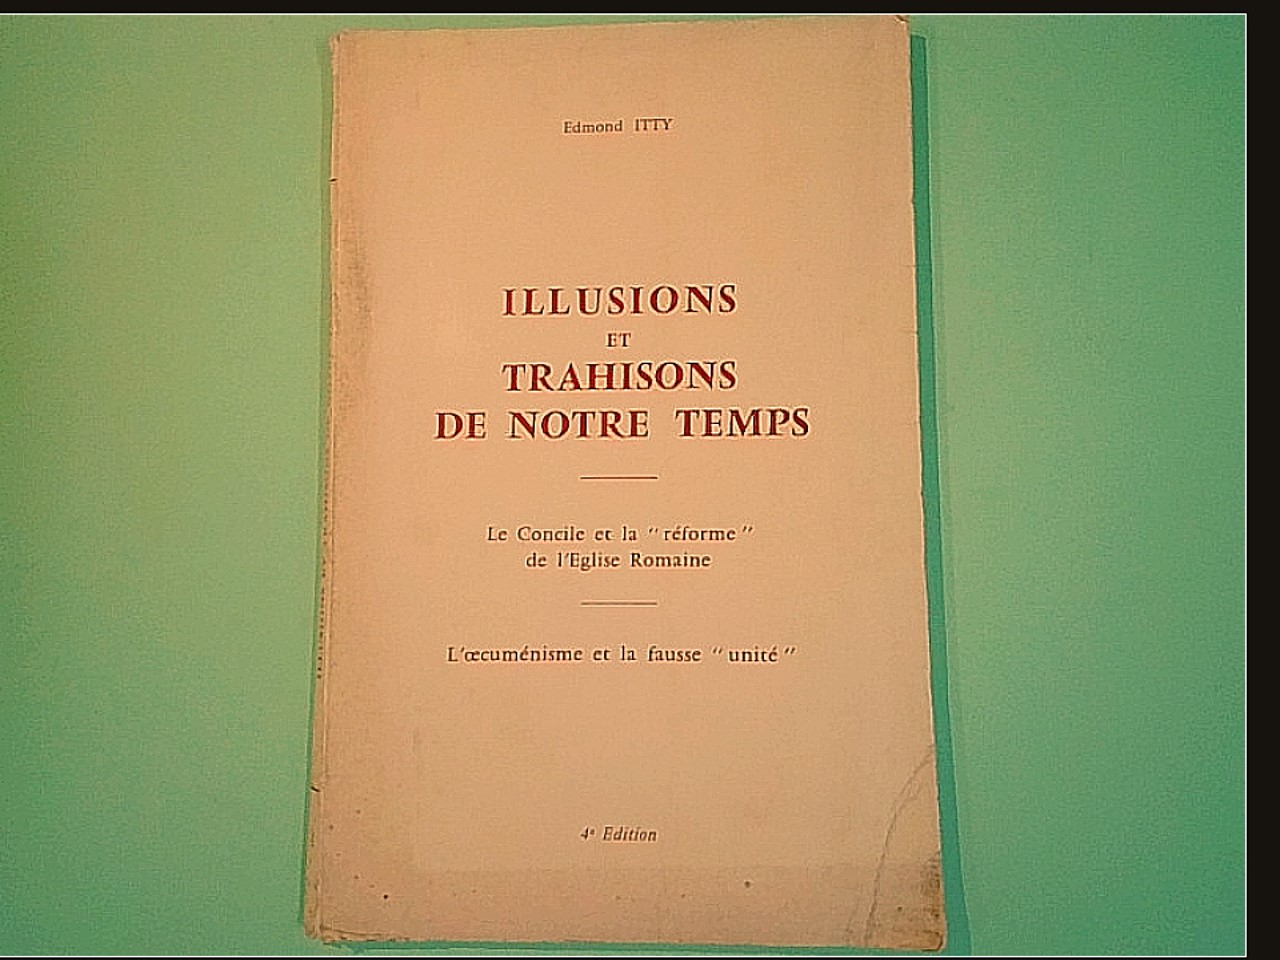 Edmond ITTY
ILLUSIONS
ET
TRAHISONS
DE NOTRE TEMPS
Le Concile et la "réforme"
de l'Eglise Romaine
L'œcuménisme et la fausse "unité"
4e Edition